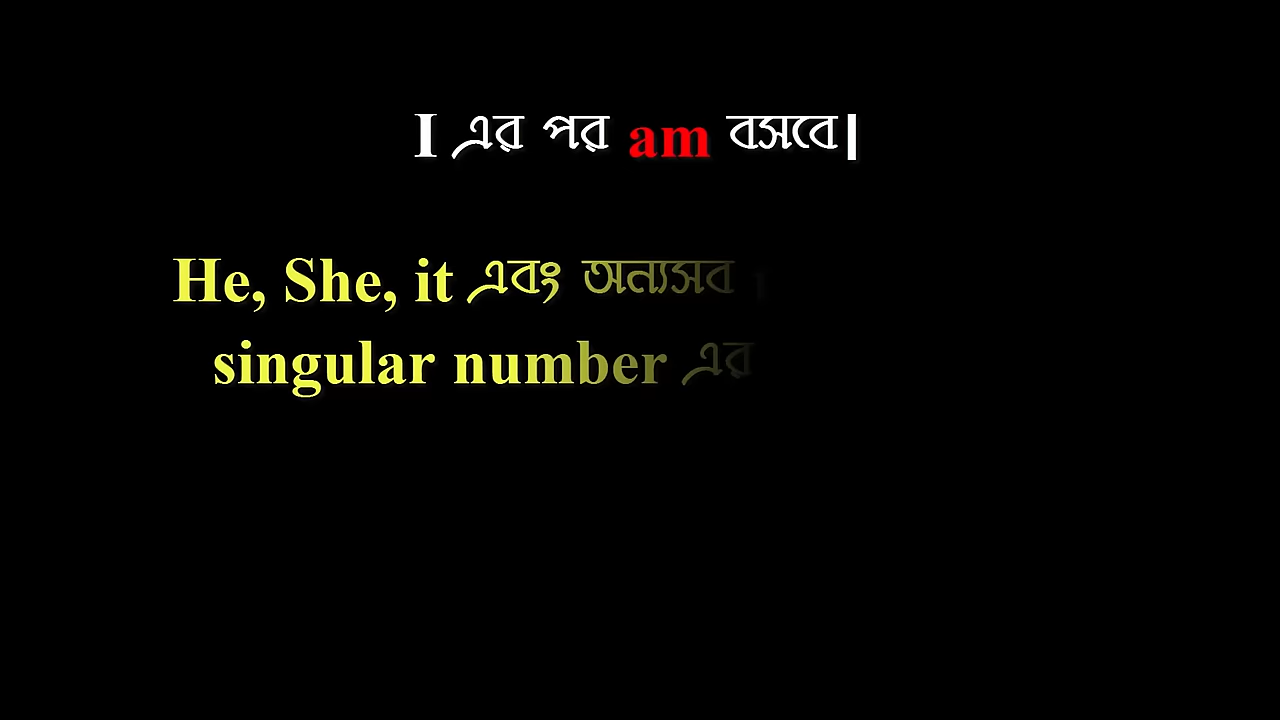 I এর পর am বসবে।
He, She, it এবং অন্যসব
singular number এর